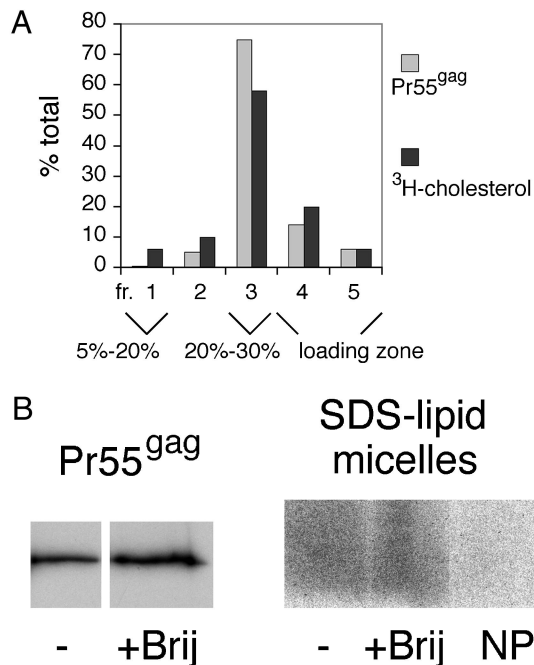 A
80
70
60
50
40
30
20
10
0
% total
Pr55gag
3H-cholesterol
fr. 1 2 3 4 5
5%-20% 20%-30% loading zone
B
Pr55gag
SDS-lipid
micelles
- +Brij
- +Brij NP